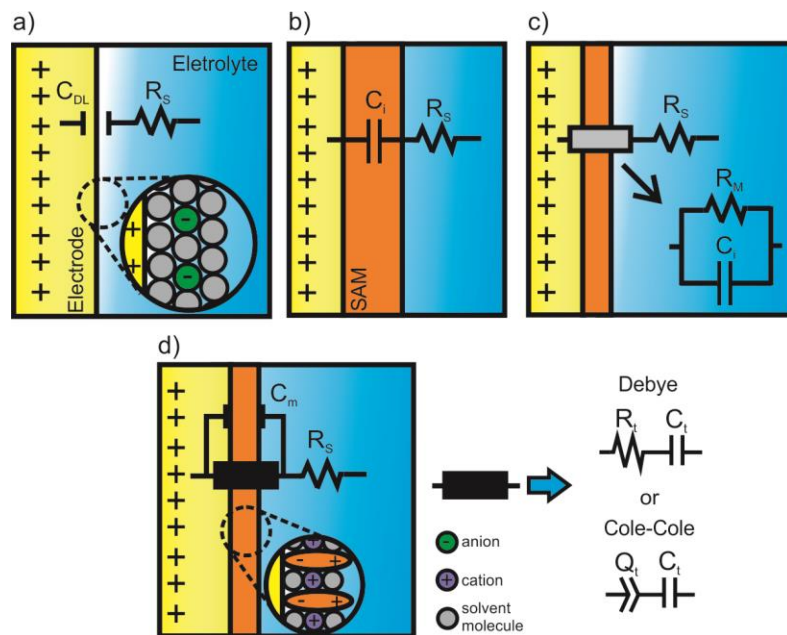 a)
b)
c)
Eletrolyte
+ + + + + + + +
C_DL
R_S
Electrode
+ +
- -
+ + + + + + + +
C_i
R_S
SAM
+ + + + + + + +
R_S
R_M
C_i
d)
+ + + + + + + +
C_m
R_S
- +
- +
+ + +
Debye
R_t C_t
or
Cole-Cole
Q_t C_t
- anion
+ cation
solvent
molecule